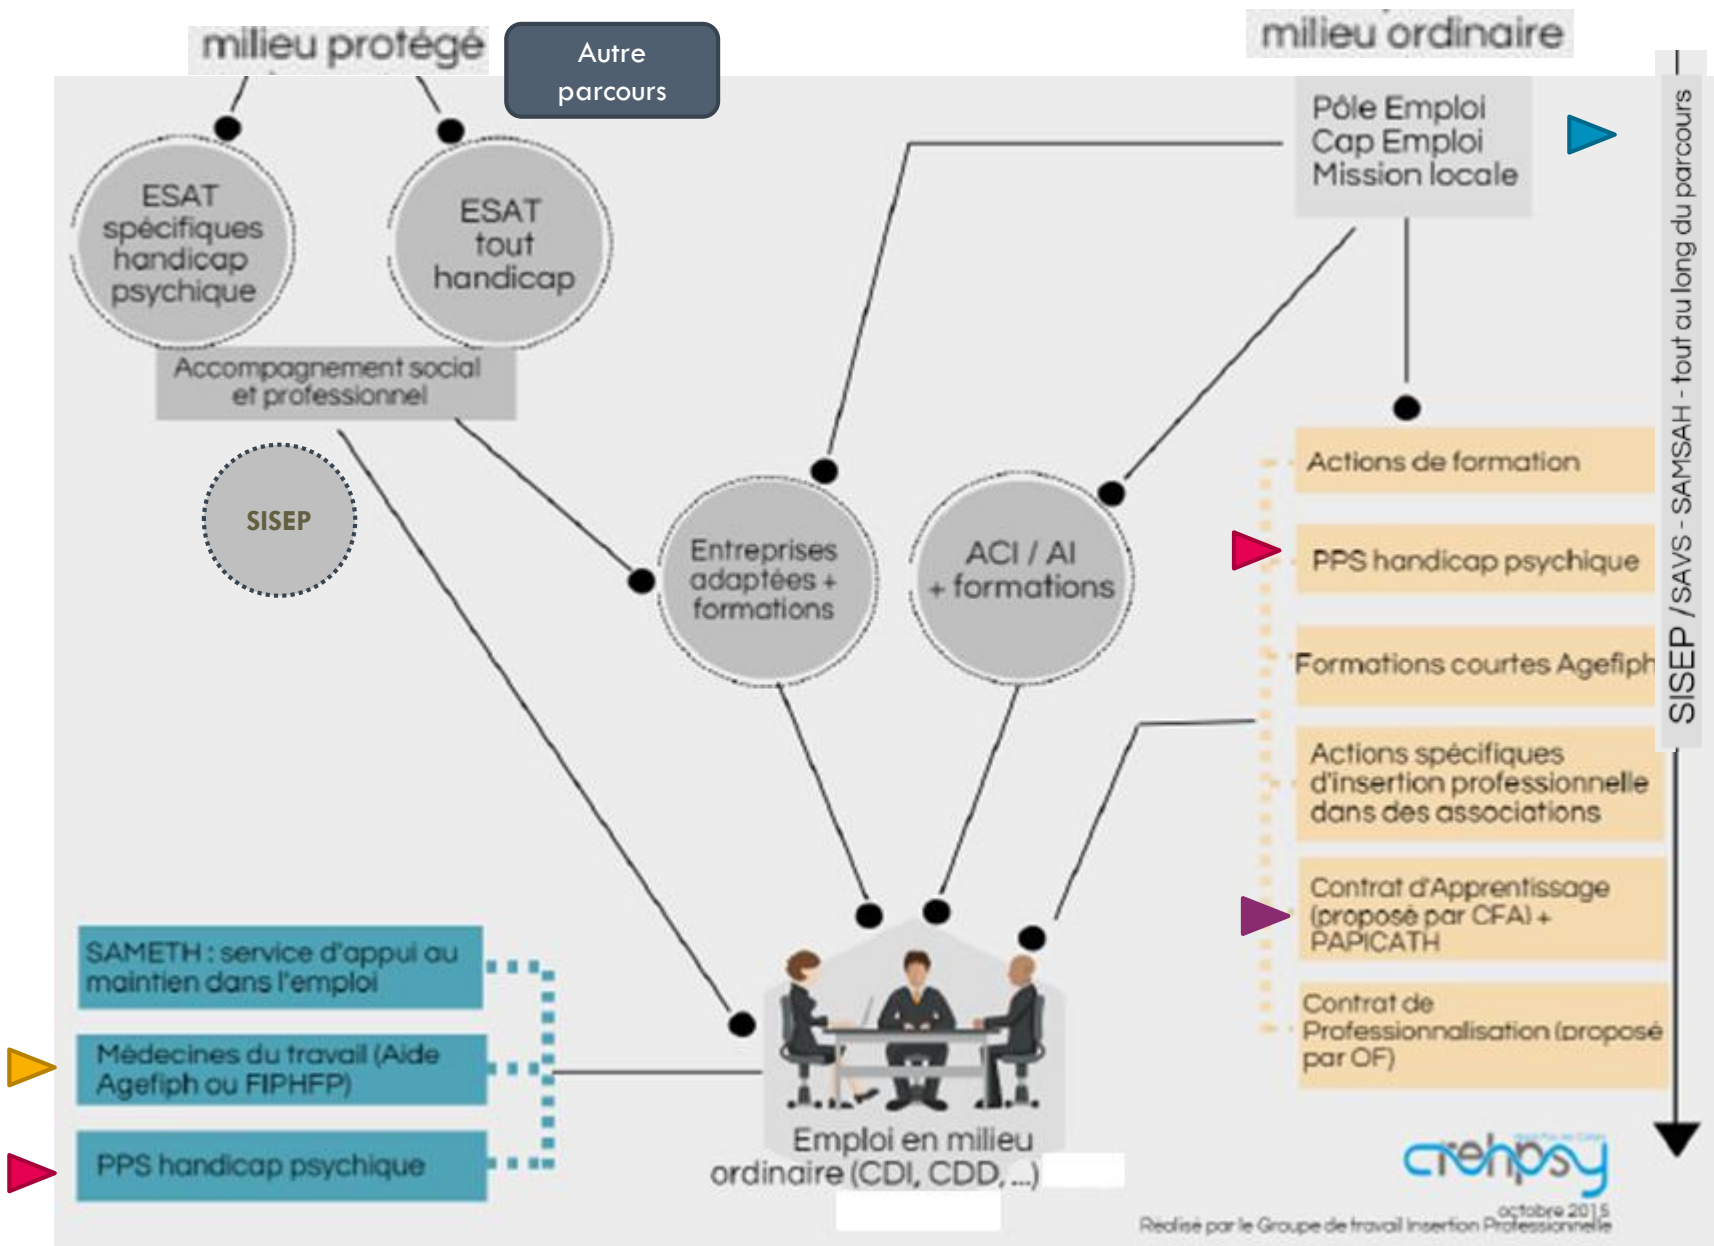 milieu protégé
Autre
parcours
milieu ordinaire
Pôle Emploi
Cap Emploi
Mission locale
ESAT
spécifiques
handicap
psychique
ESAT
tout
handicap
Accompagnement social
et professionnel
SISEP
Entreprises
adaptées +
formations
ACI / AI
+ formations
Actions de formation
PPS handicap psychique
Formations courtes Agefiph
Actions spécifiques
d'insertion professionnelle
dans des associations
Contrat d'Apprentissage
(proposé par CFA) +
PAPICATH
Contrat de
Professionnalisation (proposé
par OF)
SISEP / SAVS - SAMSAH - tout au long du parcours
SAMETH : service d'appui au
maintien dans l'emploi
Médecines du travail (Aide
Agefiph ou FIPHFP)
PPS handicap psychique
Emploi en milieu
ordinaire (CDI, CDD, ...)
crehpsy
octobre 2015
Réalisé par le Groupe de travail Insertion Professionnelle